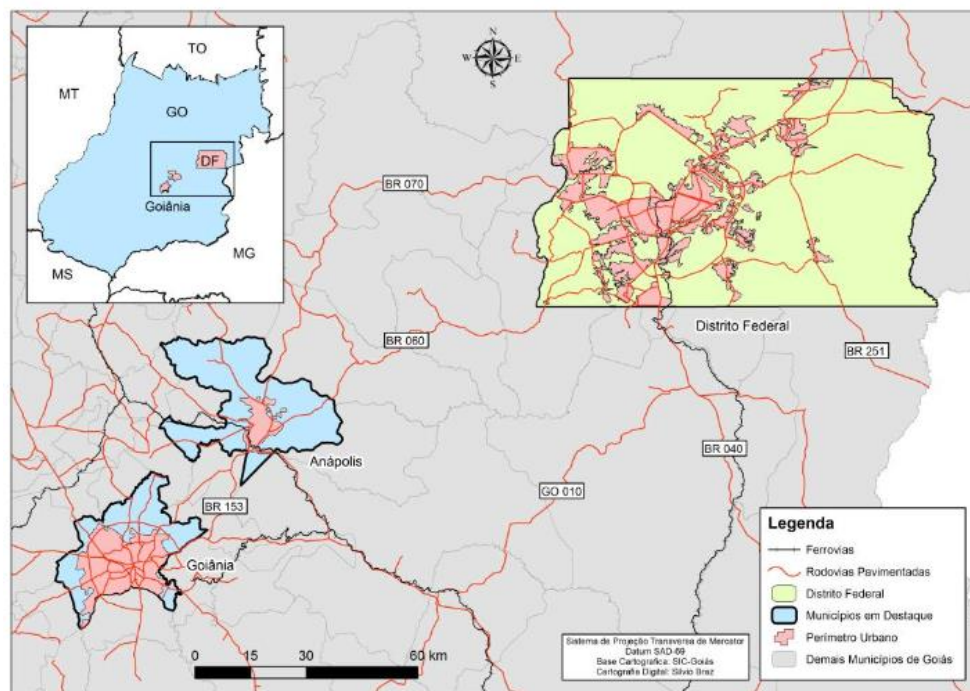 TO
MT
GO
DF
Goiânia
MG
MS
N
W E
S
BR 070
BR 060
Distrito Federal
BR 251
Anápolis
BR 040
GO 010
BR 153
Goiânia
Legenda
Ferrovias
Rodovias Pavimentadas
Distrito Federal
Municípios em Destaque
Perímetro Urbano
Demais Municípios de Goiás
Sistema de Projeção Transversa de Mercator
Datum SAD-69
Base Cartografica: SIC-Goiás
Cartografia Digital: Silvio Braz
0 30 60 km